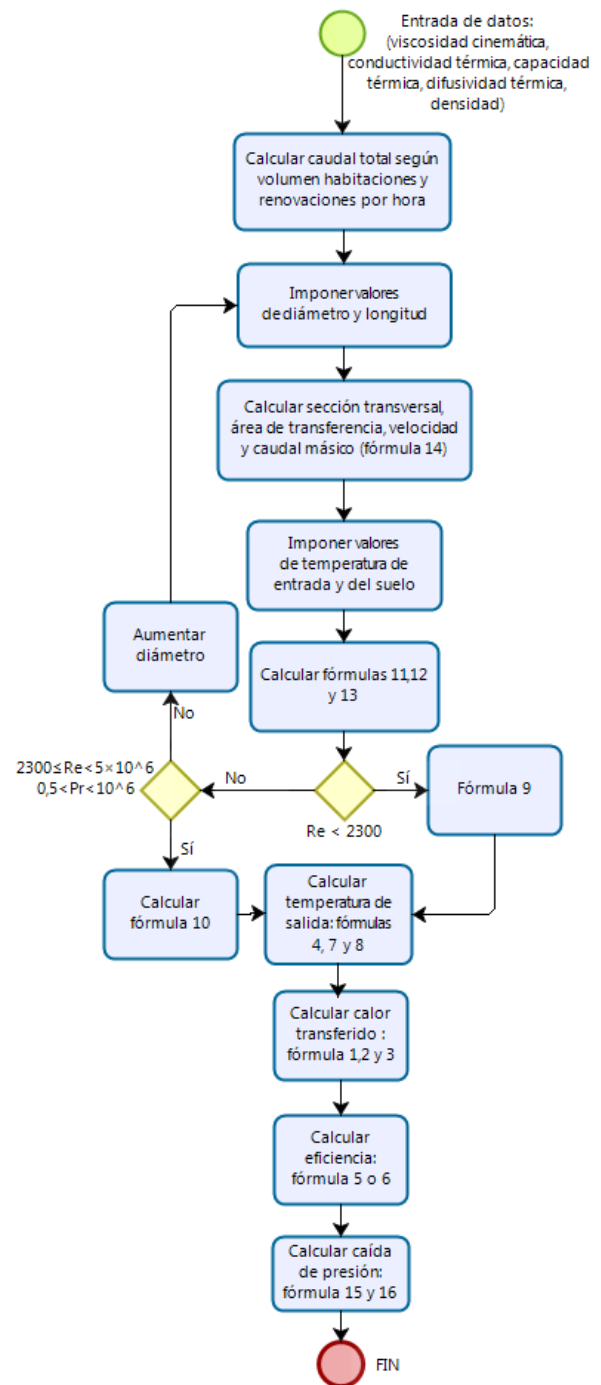 Entrada de datos:
(viscosidad cinemática,
conductividad térmica, capacidad
térmica, difusividad térmica,
densidad)
Calcular caudal total según
volumen habitaciones y
renovaciones por hora
Imponer valores
de diámetro y longitud
Calcular sección transversal,
área de transferencia, velocidad
y caudal másico (fórmula 14)
Imponer valores
de temperatura de
entrada y del suelo
Aumentar
diámetro
Calcular fórmulas 11,12
y 13
No
2300≤Re<5×10^6
0,5<Pr<10^6
No
Sí
Re < 2300
Fórmula 9
Sí
Calcular
fórmula 10
Calcular
temperatura de
salida: fórmulas
4, 7 y 8
Calcular calor
transferido :
fórmula 1,2 y 3
Calcular
eficiencia:
fórmula 5 o 6
Calcular caída
de presión:
fórmula 15 y 16
FIN